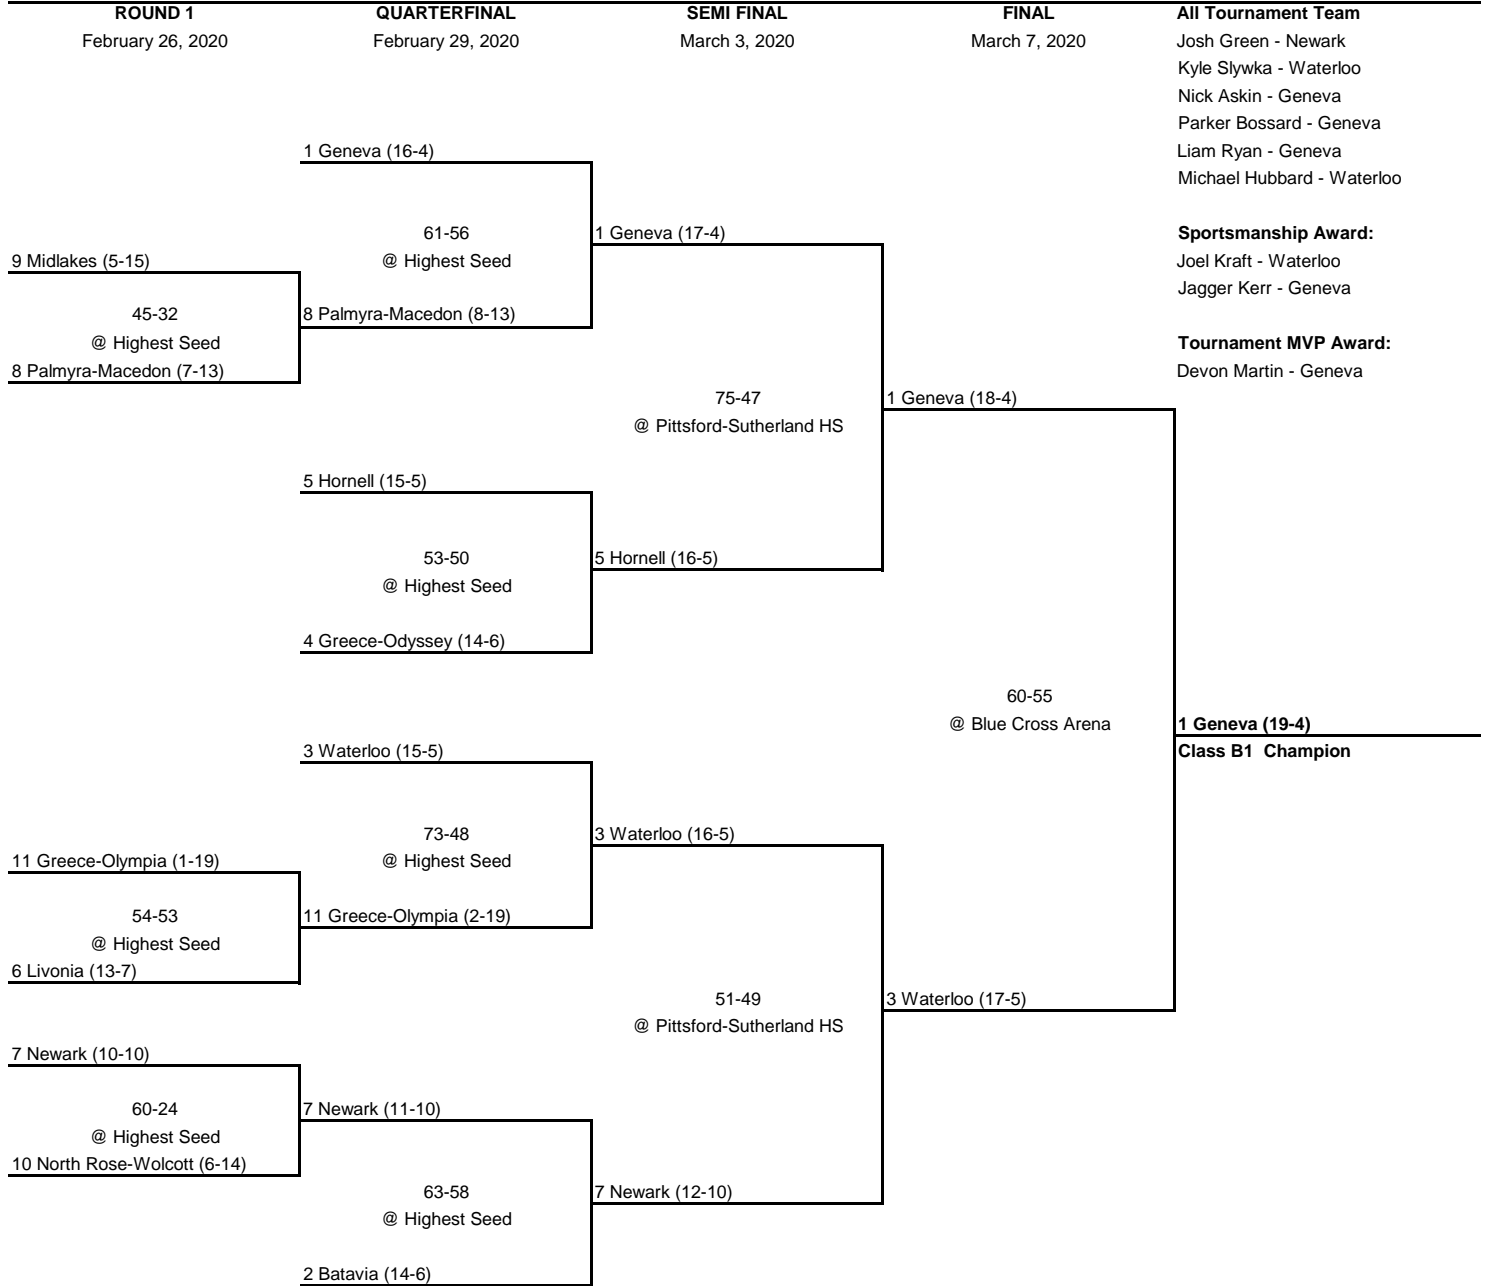 ROUND 1
February 26, 2020
QUARTERFINAL
February 29, 2020
SEMI FINAL
March 3, 2020
FINAL
March 7, 2020
All Tournament Team
Josh Green - Newark
Kyle Slywka - Waterloo
Nick Askin - Geneva
Parker Bossard - Geneva
Liam Ryan - Geneva
Michael Hubbard - Waterloo
Sportsmanship Award:
Joel Kraft - Waterloo
Jagger Kerr - Geneva
Tournament MVP Award:
Devon Martin - Geneva
9 Midlakes (5-15)
45-32
@ Highest Seed
8 Palmyra-Macedon (7-13)
11 Greece-Olympia (1-19)
54-53
@ Highest Seed
6 Livonia (13-7)
7 Newark (10-10)
60-24
@ Highest Seed
10 North Rose-Wolcott (6-14)
1 Geneva (16-4)
61-56
@ Highest Seed
8 Palmyra-Macedon (8-13)
5 Hornell (15-5)
53-50
@ Highest Seed
4 Greece-Odyssey (14-6)
3 Waterloo (15-5)
73-48
@ Highest Seed
11 Greece-Olympia (2-19)
7 Newark (11-10)
63-58
@ Highest Seed
2 Batavia (14-6)
1 Geneva (17-4)
75-47
@ Pittsford-Sutherland HS
5 Hornell (16-5)
3 Waterloo (16-5)
51-49
@ Pittsford-Sutherland HS
7 Newark (12-10)
1 Geneva (18-4)
60-55
@ Blue Cross Arena
3 Waterloo (17-5)
1 Geneva (19-4)
Class B1  Champion